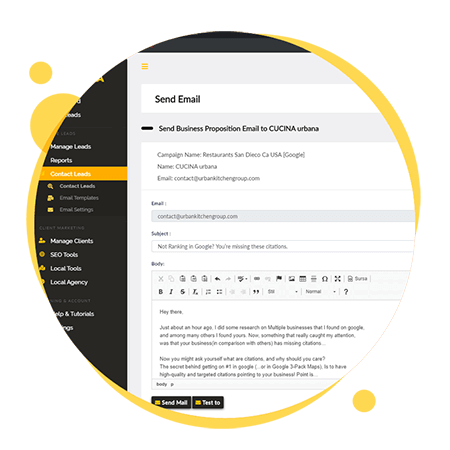 A
d
Leads
LEADS
Manage Leads
Reports
Contact Leads
Contact Leads
Email Templates
Email Settings
CLIENT MARKETING
Manage Clients
SEO Tools
Local Tools
Local Agency
& ACCOUNT
lp & Tutorials
ngs
Send Email
Send Business Proposition Email to CUCINA urbana
Campaign Name: Restaurants San Dieco Ca USA [Google]
Name: CUCINA urbana
Email: contact@urbankitchengroup.com
Email :
contact@urbankitchengroup.com
Subject :
Not Ranking in Google? You're missing these citations.
Body:
Sursa
B I S Stil Normal ?
Hey there,
Just about an hour ago, I did some research on Multiple businesses that I found on google,
and among many others I found yours. Now, something that really caught my attention,
was that your business(in comparison with others) has missing citations...
Now you might ask yourself what are citations, and why should you care?
The secret behind getting on #1 in google (...or in Google 3-Pack Maps), Is to have
high-quality and targeted citations pointing to your business! Point is...
body p
Send Mail Test to